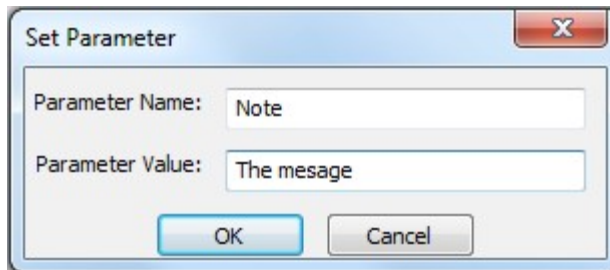 Set Parameter
Parameter Name: Note
Parameter Value: The mesage
OK Cancel